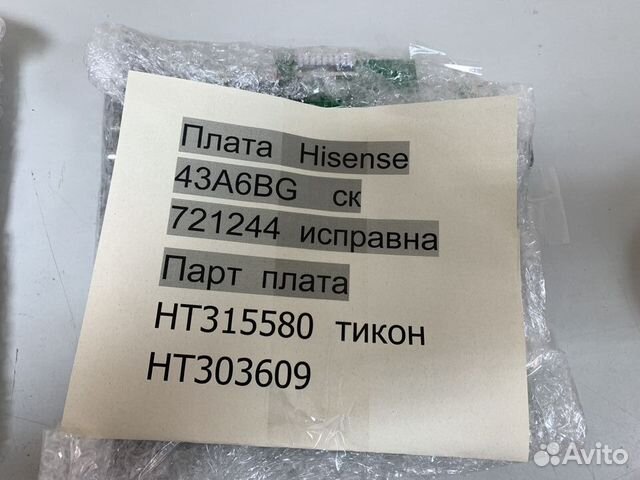 Плата Hisense
43A6BG ск
721244 исправна
Парт плата
HT315580 тикон
HT303609
Avito